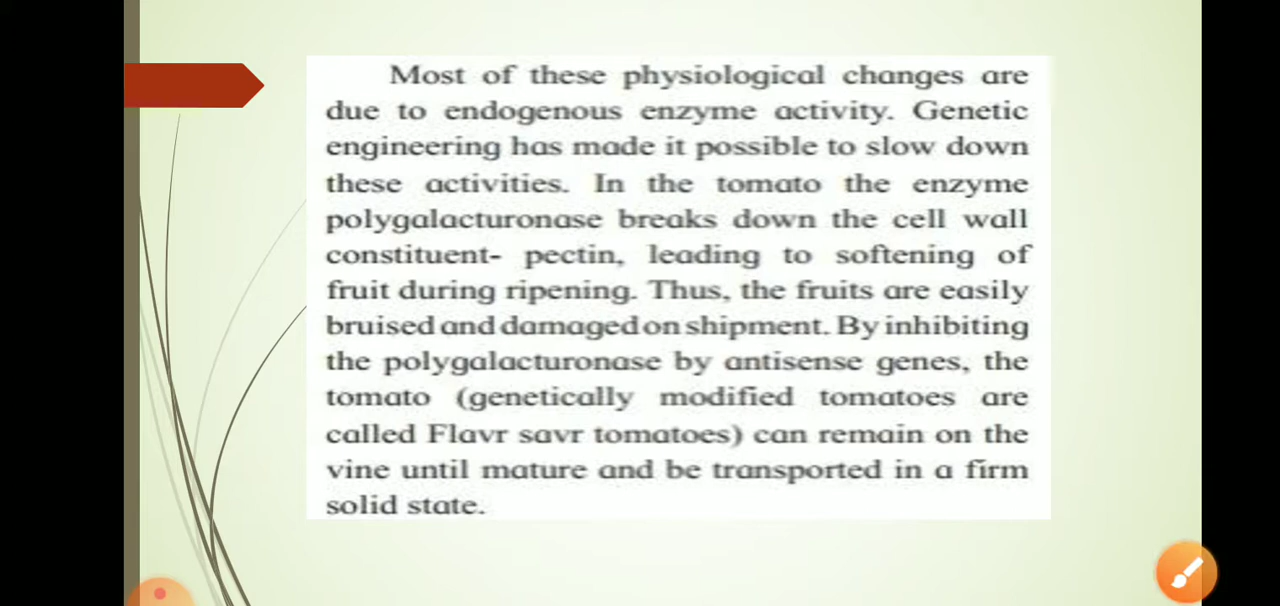 Most of these physiological changes are
due to endogenous enzyme activity. Genetic
engineering has made it possible to slow down
these activities. In the tomato the enzyme
polygalacturonase breaks down the cell wall
constituent- pectin, leading to softening of
fruit during ripening. Thus, the fruits are easily
bruised and damaged on shipment. By inhibiting
the polygalacturonase by antisense genes, the
tomato (genetically modified tomatoes are
called Flavr savr tomatoes) can remain on the
vine until mature and be transported in a firm
solid state.